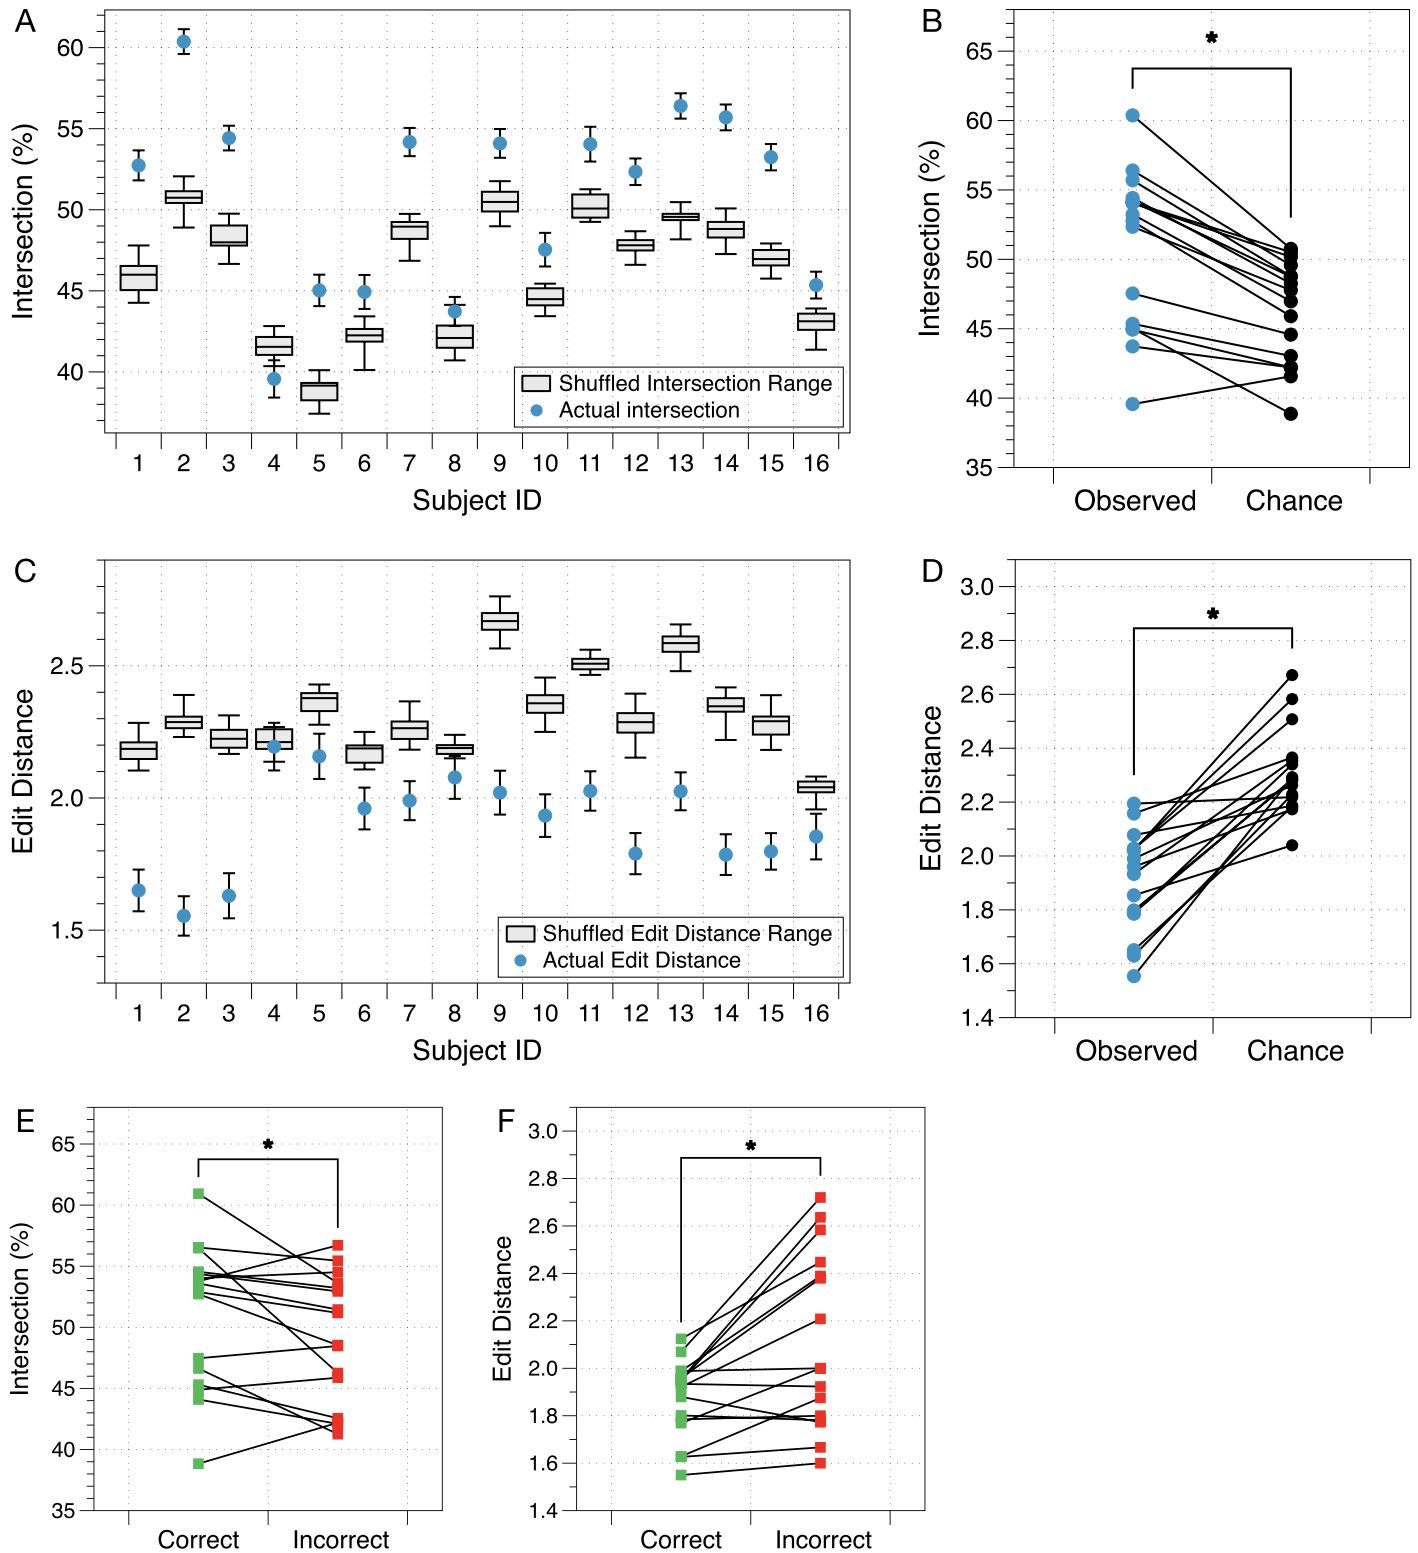 A
Intersection (%)
60
55
50
45
40
Shuffled Intersection Range
Actual intersection
1 2 3 4 5 6 7 8 9 10 11 12 13 14 15 16
Subject ID
B
Intersection (%)
65
60
55
50
45
40
35
*
Observed Chance
C
Edit Distance
2.5
2.0
1.5
Shuffled Edit Distance Range
Actual Edit Distance
1 2 3 4 5 6 7 8 9 10 11 12 13 14 15 16
Subject ID
D
Edit Distance
3.0
2.8
2.6
2.4
2.2
2.0
1.8
1.6
1.4
*
Observed Chance
E
Intersection (%)
65
60
55
50
45
40
35
*
Correct Incorrect
F
Edit Distance
3.0
2.8
2.6
2.4
2.2
2.0
1.8
1.6
1.4
*
Correct Incorrect